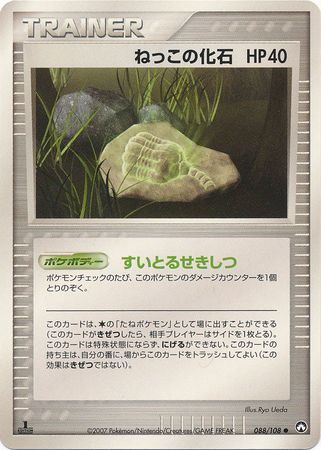 TRAINER
ねっこの化石 HP40
ポケボディー すいとるせきしつ
ポケモンチェックのたび、このポケモンのダメージカウンターを1個
とりのぞく。
このカードは、★の「たねポケモン」として場に出すことができる
(このカードがきぜつしたら、相手プレイヤーはサイドを1枚とる)。
このカードは特殊状態にならず、にげるができない。このカード
の持ち主は、自分の番に、場からこのカードをトラッシュしてよい(この
効果はきぜつではない)。
Illus.Ryo Ueda
1
©2007 Pokémon/Nintendo/Creatures/GAME FREAK.
088/108 ●